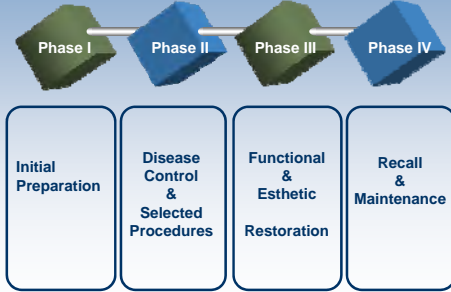 Phase I
Phase II
Phase III
Phase IV
Initial
Preparation
Disease
Control
&
Selected
Procedures
Functional
&
Esthetic
Restoration
Recall
&
Maintenance